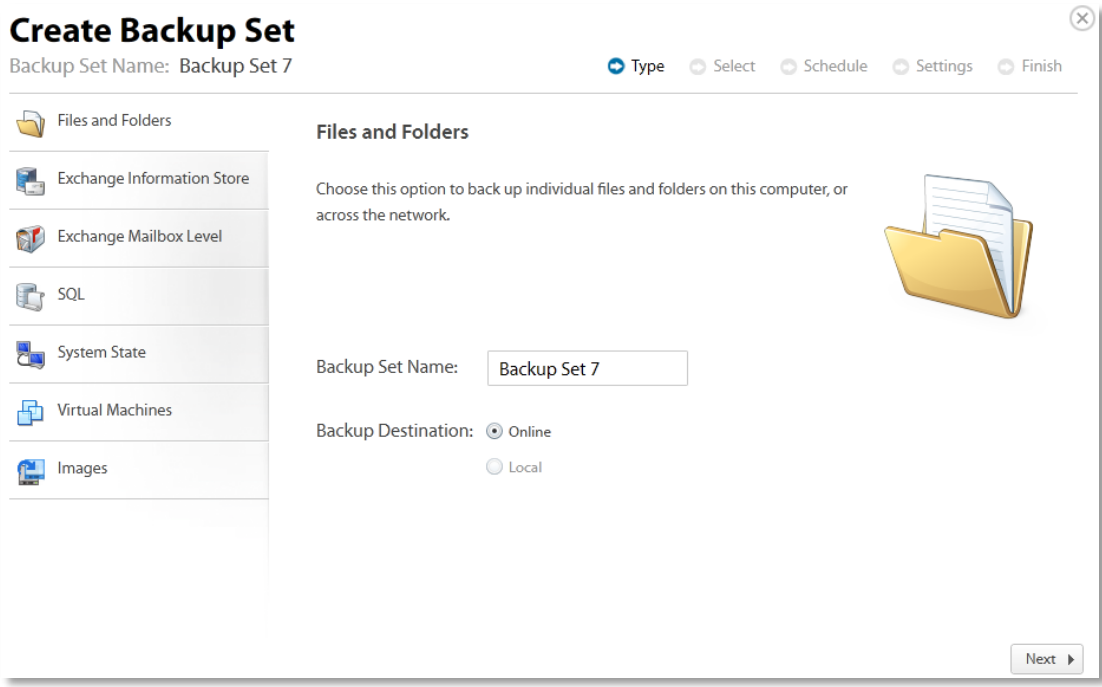 Create Backup Set
Backup Set Name: Backup Set 7
Type Select Schedule Settings Finish
Files and Folders
Exchange Information Store
Exchange Mailbox Level
SQL
System State
Virtual Machines
Images
Files and Folders
Choose this option to back up individual files and folders on this computer, or
across the network.
Backup Set Name: Backup Set 7
Backup Destination: Online
Local
Next